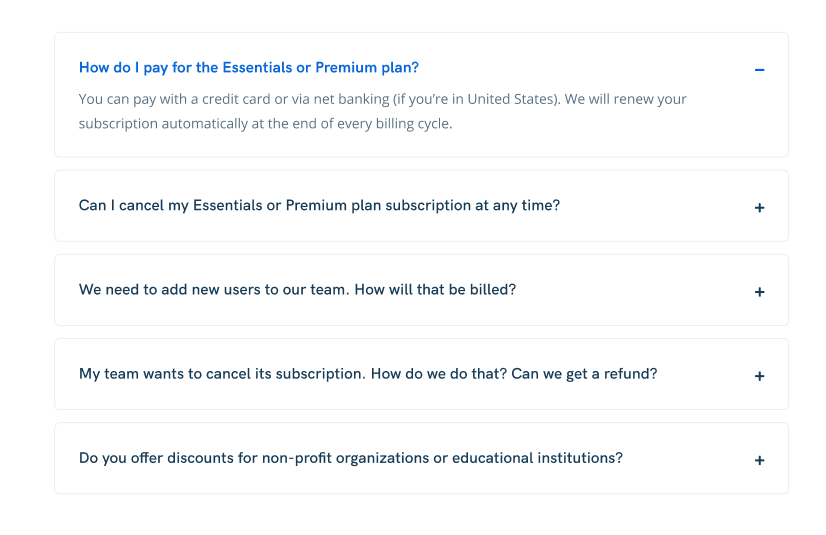 How do I pay for the Essentials or Premium plan?
You can pay with a credit card or via net banking (if you’re in United States). We will renew your
subscription automatically at the end of every billing cycle.
Can I cancel my Essentials or Premium plan subscription at any time?
We need to add new users to our team. How will that be billed?
My team wants to cancel its subscription. How do we do that? Can we get a refund?
Do you offer discounts for non-profit organizations or educational institutions?